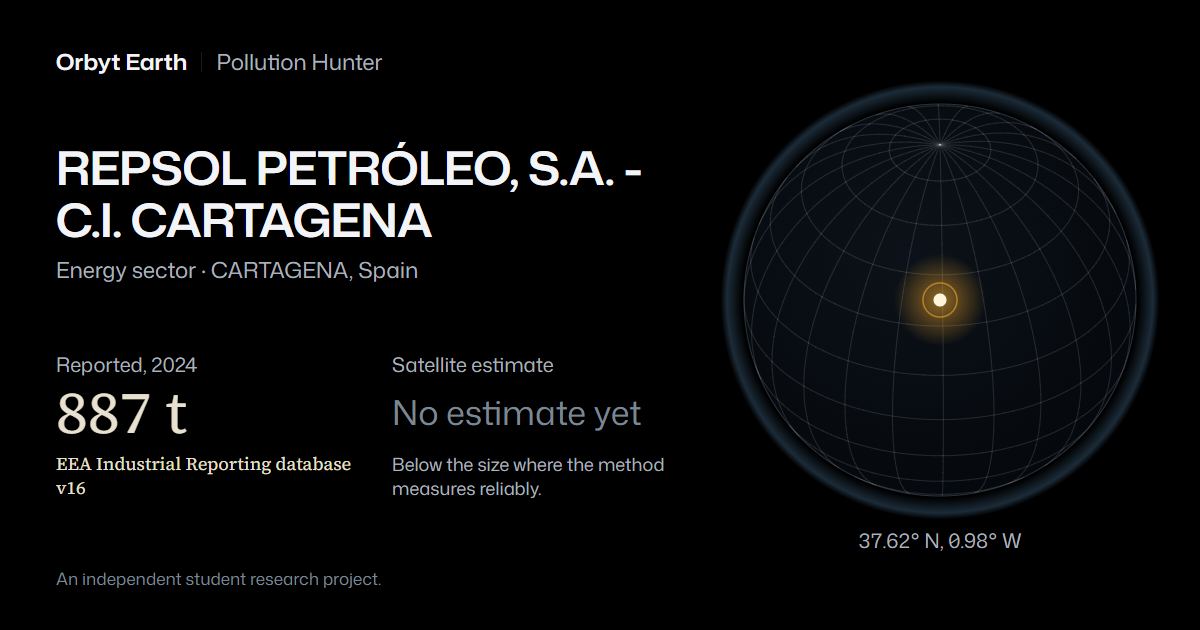 Orbyt Earth | Pollution Hunter
REPSOL PETRÓLEO, S.A. -
C.I. CARTAGENA
Energy sector · CARTAGENA, Spain
Reported, 2024
887 t
EEA Industrial Reporting database
v16
Satellite estimate
No estimate yet
Below the size where the method
measures reliably.
37.62° N, 0.98° W
An independent student research project.